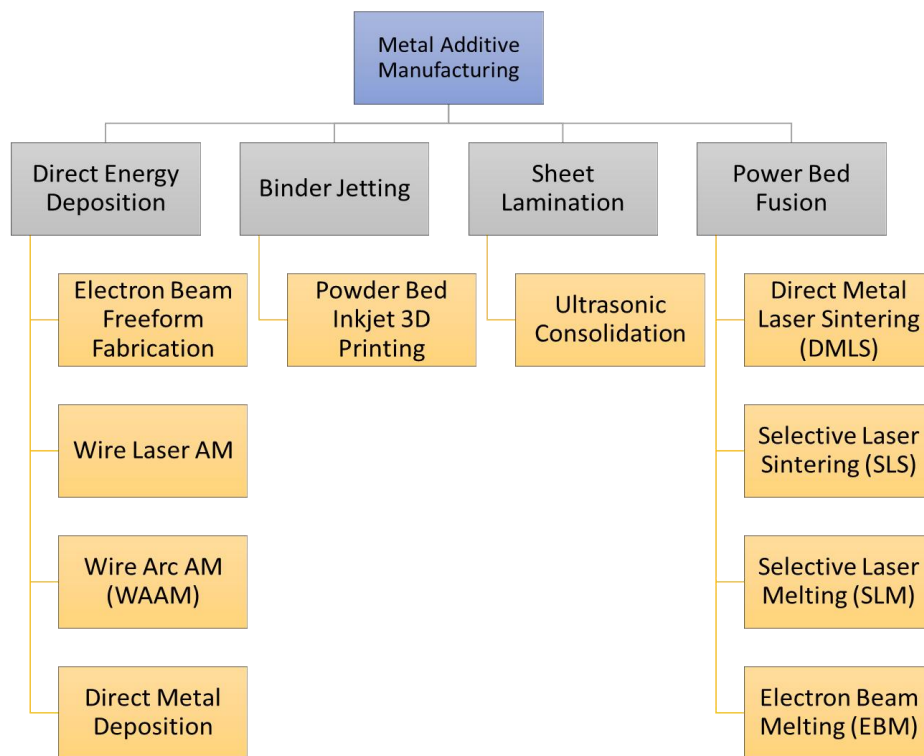 Metal Additive
Manufacturing
Direct Energy
Deposition
Binder Jetting
Sheet
Lamination
Power Bed
Fusion
Electron Beam
Freeform
Fabrication
Wire Laser AM
Wire Arc AM
(WAAM)
Direct Metal
Deposition
Powder Bed
Inkjet 3D
Printing
Ultrasonic
Consolidation
Direct Metal
Laser Sintering
(DMLS)
Selective Laser
Sintering (SLS)
Selective Laser
Melting (SLM)
Electron Beam
Melting (EBM)